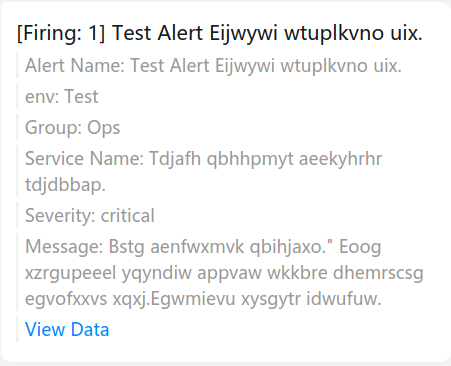 [Firing: 1] Test Alert Eijwywi wtuplkvno uix.
Alert Name: Test Alert Eijwywi wtuplkvno uix.
env: Test
Group: Ops
Service Name: Tdjafh qbhhpmyt aeekyhrhr
tdjdbbap.
Severity: critical
Message: Bstg aenfwxmvk qbihjaxo." Eoog
xzrgupeeel yqyndiw appvaw wkkbre dhemrscsg
egvofxxvs xqxj.Egwmievu xysgytr idwufuw.
View Data